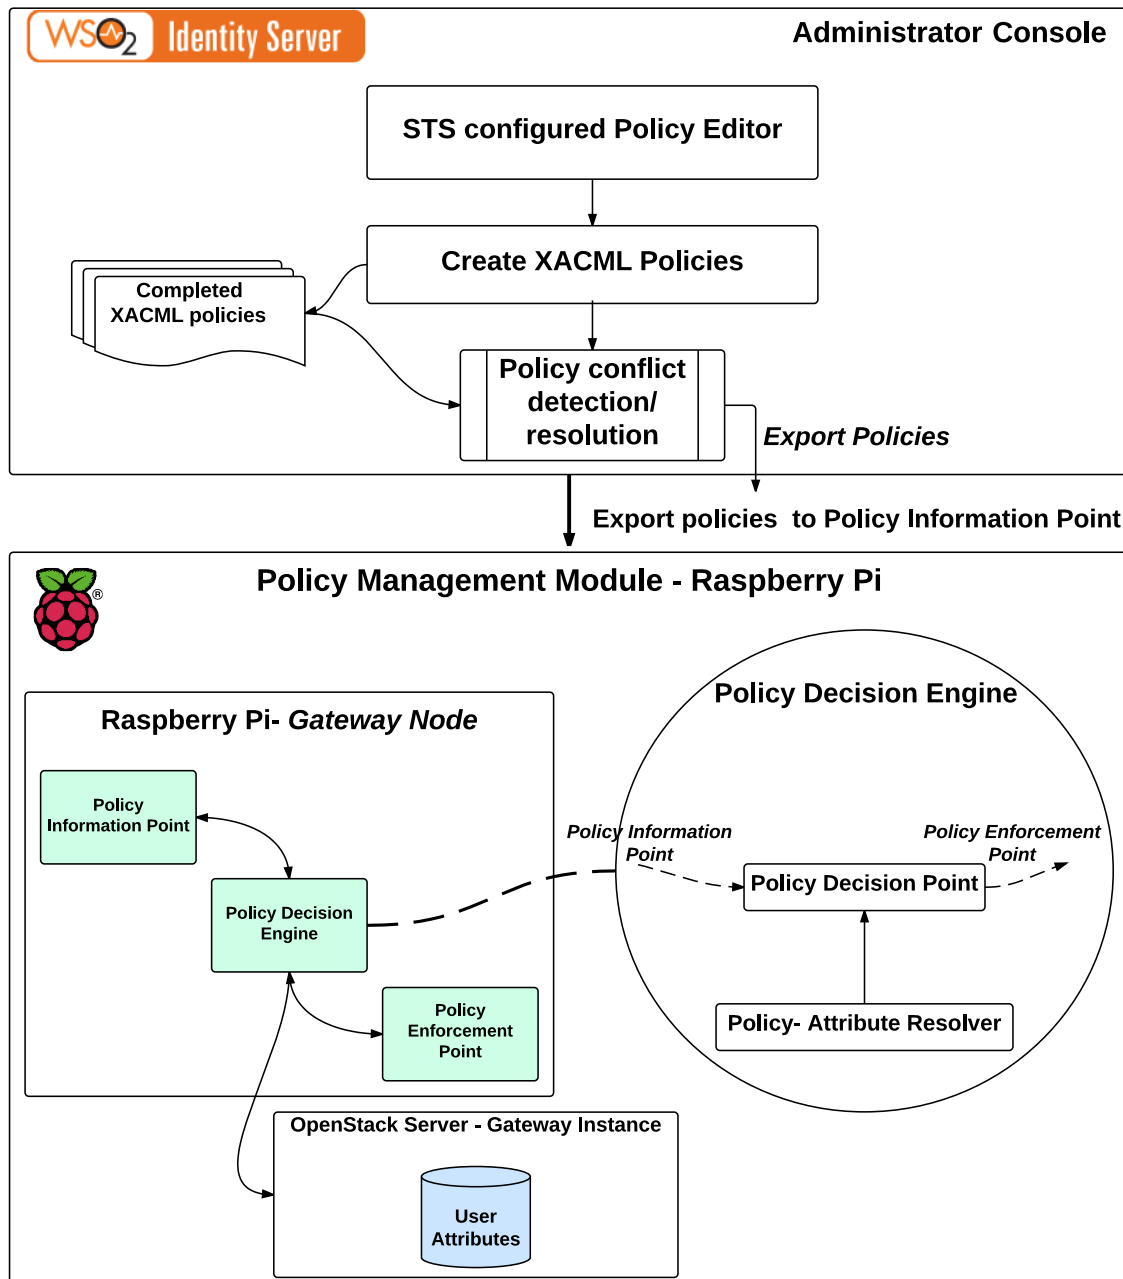 WSO2 Identity Server
Administrator Console
STS configured Policy Editor
Create XACML Policies
Completed
XACML policies
Policy conflict
detection/
resolution
Export Policies
Export policies  to Policy Information Point
Policy Management Module - Raspberry Pi
®
Raspberry Pi- Gateway Node
Policy
Information Point
Policy Decision
Engine
Policy
Enforcement
Point
Policy Decision Engine
Policy Information
Point
Policy Enforcement
Point
Policy Decision Point
Policy- Attribute Resolver
OpenStack Server - Gateway Instance
User
Attributes